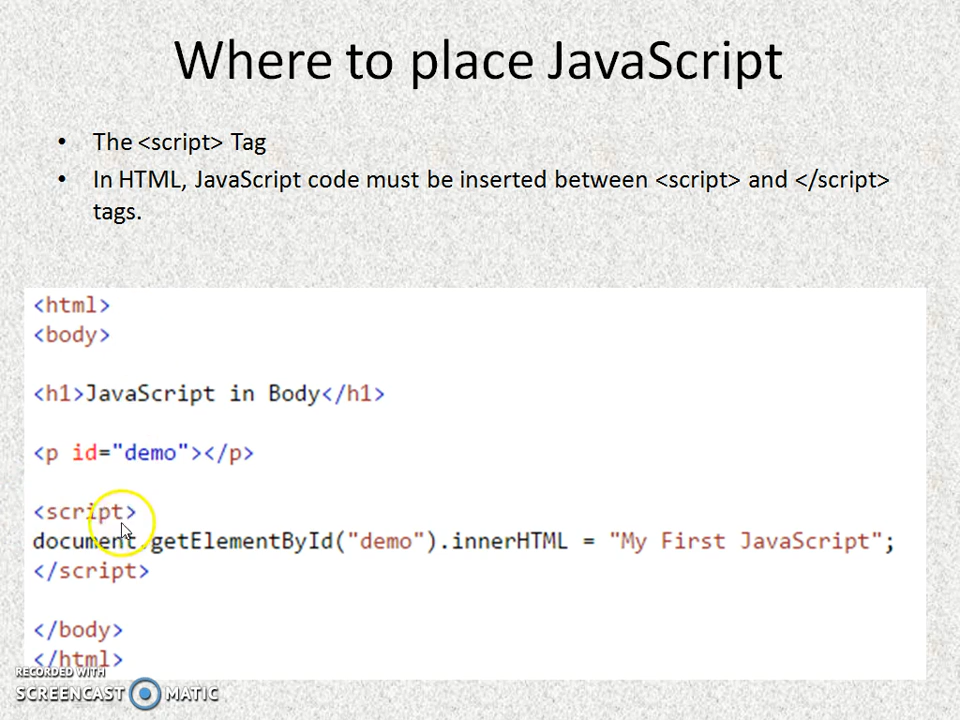 Where to place JavaScript
• The <script> Tag
• In HTML, JavaScript code must be inserted between <script> and </script>
tags.
<html>
<body>
<h1>JavaScript in Body</h1>
<p id="demo"></p>
<script>
document.getElementById("demo").innerHTML = "My First JavaScript";
</script>
</body>
</html>
RECORDED WITH
SCREENCAST MATIC